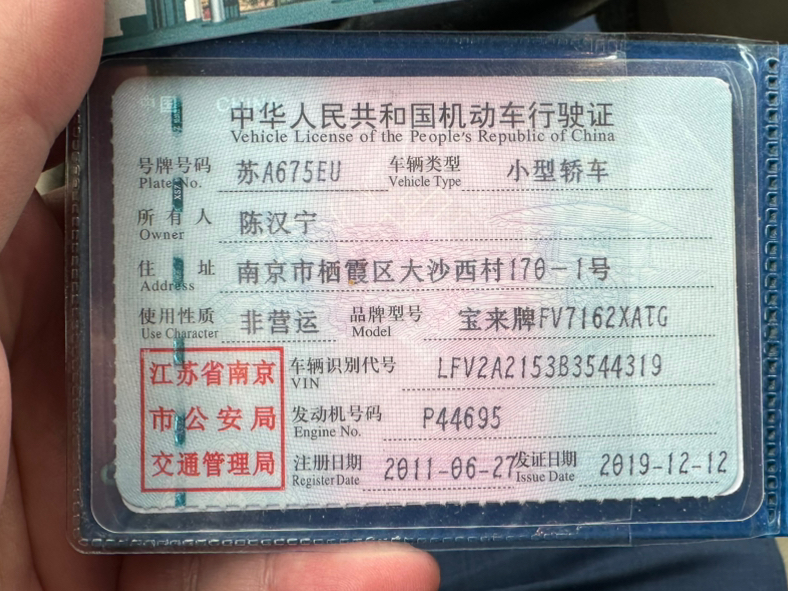 中国 CHINA
中华人民共和国机动车行驶证
Vehicle License of the People's Republic of China
号牌号码 苏A675EU 车辆类型 小型轿车
Plate No. Vehicle Type
所有人 陈汉宁
Owner
住址 南京市栖霞区大沙西村170-1号
Address
使用性质 非营运 品牌型号 宝来牌FV7162XATG
Use Character Model
江苏省南京
市公安局
交通管理局
车辆识别代号 LFV2A2153B3544319
VIN
发动机号码 P44695
Engine No.
注册日期 2011-06-27 发证日期 2019-12-12
Register Date Issue Date